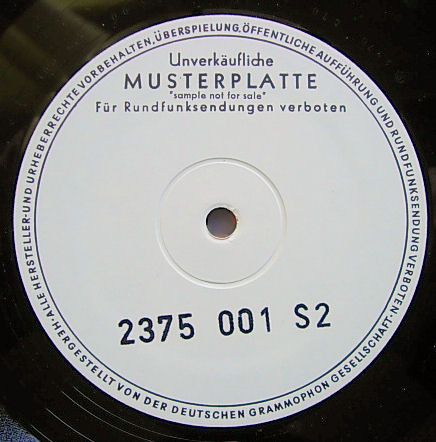 Unverkäufliche
MUSTERPLATTE
"sample not for sale"
Für Rundfunksendungen verboten
2375 001 S2
ALLE HERSTELLER-UND URHEBERRECHTE VORBEHALTEN, ÜBERSPIELUNG, ÖFFENTLICHE AUFFÜHRUNG UND RUNDFUNKSENDUNG VERBOTEN · HERGESTELLT VON DER DEUTSCHEN GRAMMOPHON GESELLSCHAFT ·